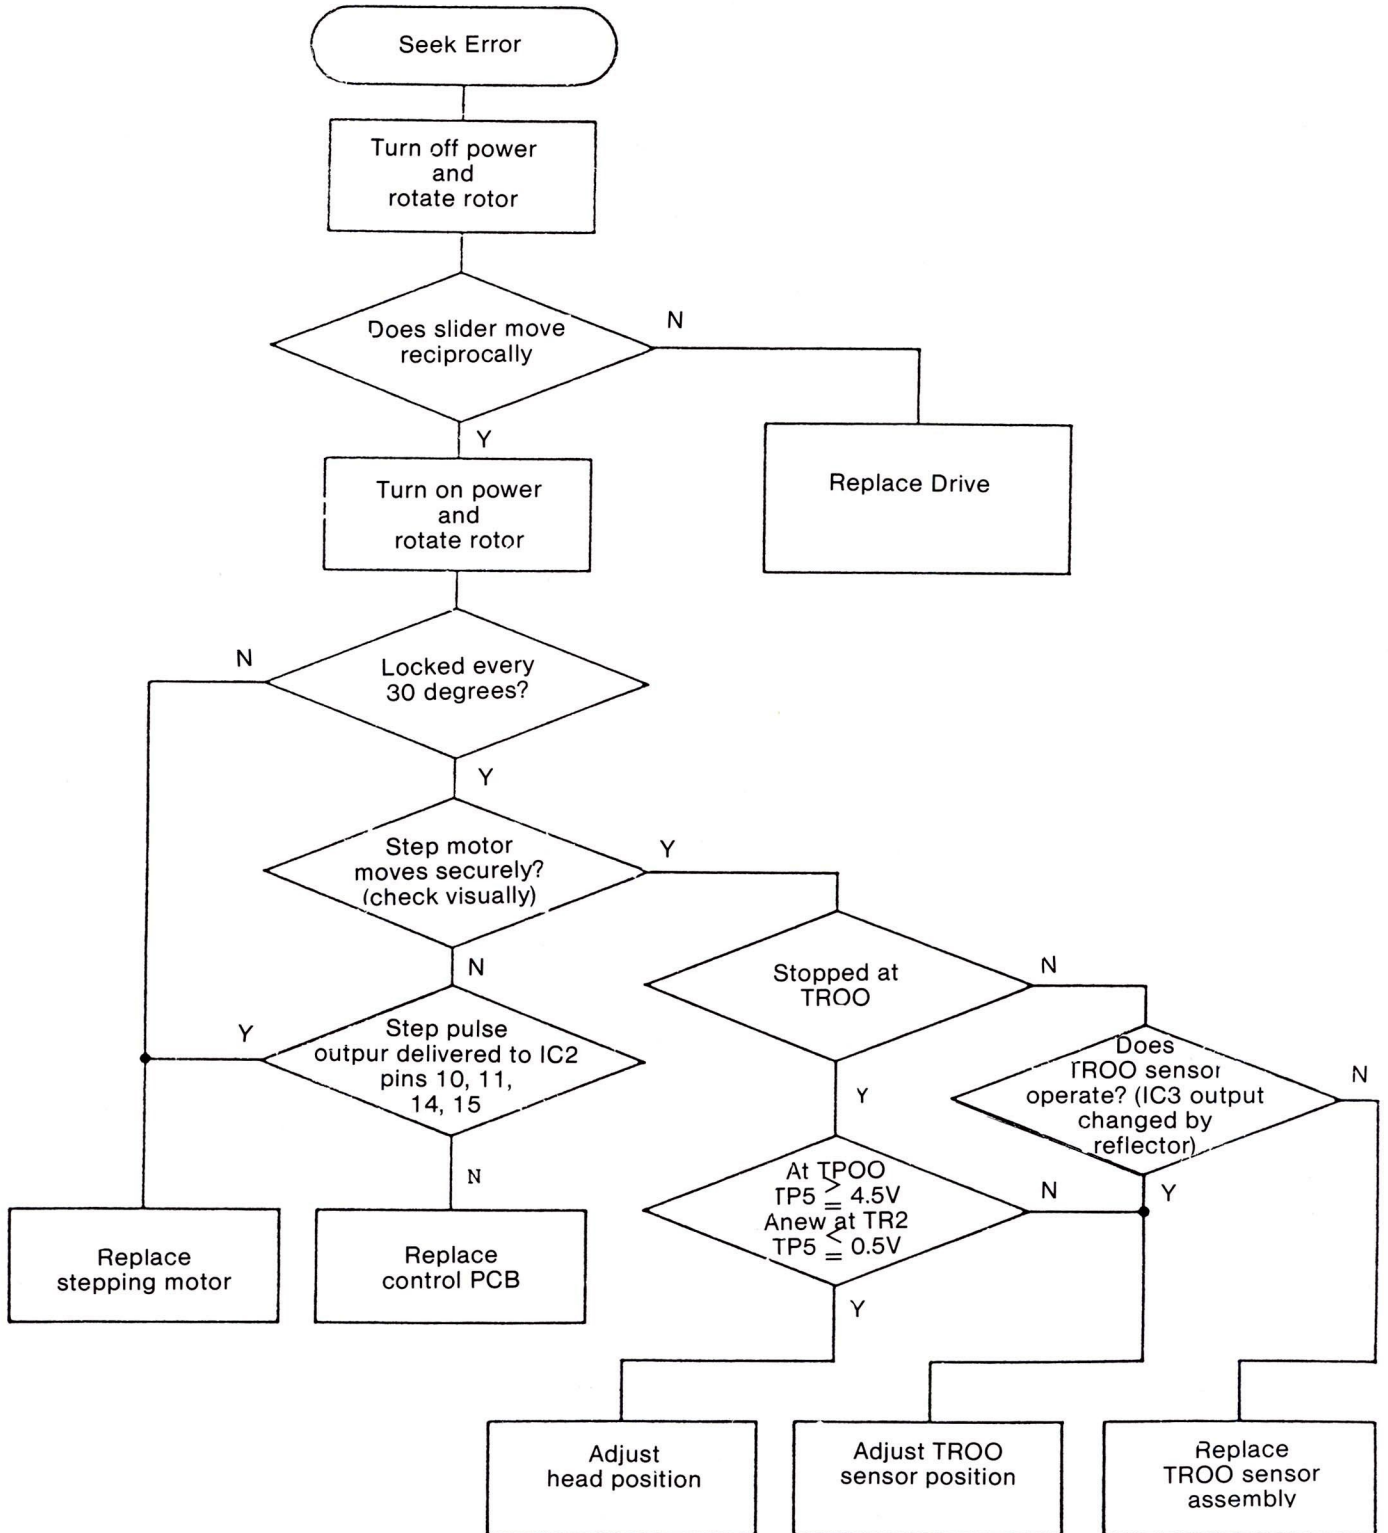 Seek Error
Turn off power
and
rotate rotor
Does slider move
reciprocally
N
Y
Replace Drive
Turn on power
and
rotate rotor
N
Locked every
30 degrees?
Y
Step motor
moves securely?
(check visually)
Y
N
Stopped at
TROO
N
Y
Y
Step pulse
outpur delivered to IC2
pins 10, 11,
14, 15
N
Does
TROO sensor
operate? (IC3 output
changed by
reflector)
N
Y
At TPOO
TP5 ≧ 4.5V
Anew at TR2
TP5 ≦ 0.5V
N
Y
Replace
stepping motor
Replace
control PCB
Adjust
head position
Adjust TROO
sensor position
Replace
TROO sensor
assembly